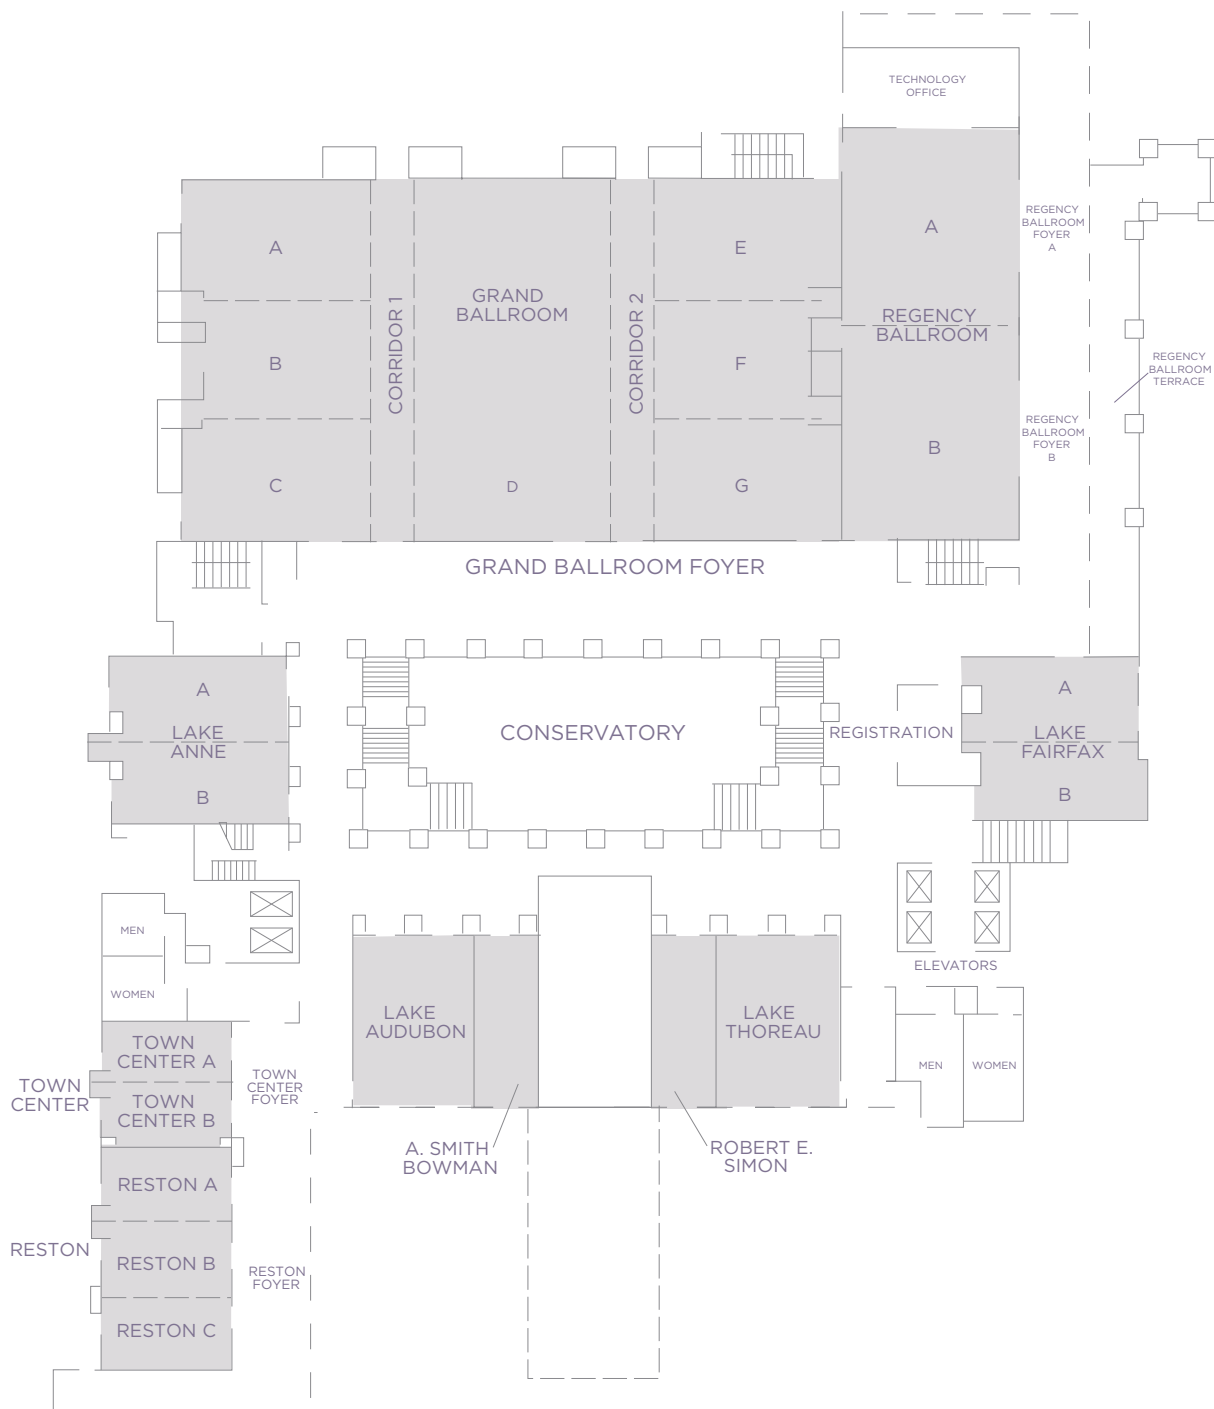 TECHNOLOGY
OFFICE
A
REGENCY
BALLROOM
FOYER
A
A
E
GRAND
BALLROOM
CORRIDOR 1
CORRIDOR 2
REGENCY
BALLROOM
B
F
REGENCY
BALLROOM
TERRACE
REGENCY
BALLROOM
FOYER
B
B
C
D
G
GRAND BALLROOM FOYER
A
LAKE
ANNE
B
CONSERVATORY
REGISTRATION
A
LAKE
FAIRFAX
B
MEN
WOMEN
ELEVATORS
LAKE
AUDUBON
LAKE
THOREAU
MEN
WOMEN
TOWN
CENTER A
TOWN
CENTER
TOWN
CENTER B
TOWN
CENTER
FOYER
A. SMITH
BOWMAN
ROBERT E.
SIMON
RESTON A
RESTON
RESTON B
RESTON
FOYER
RESTON C